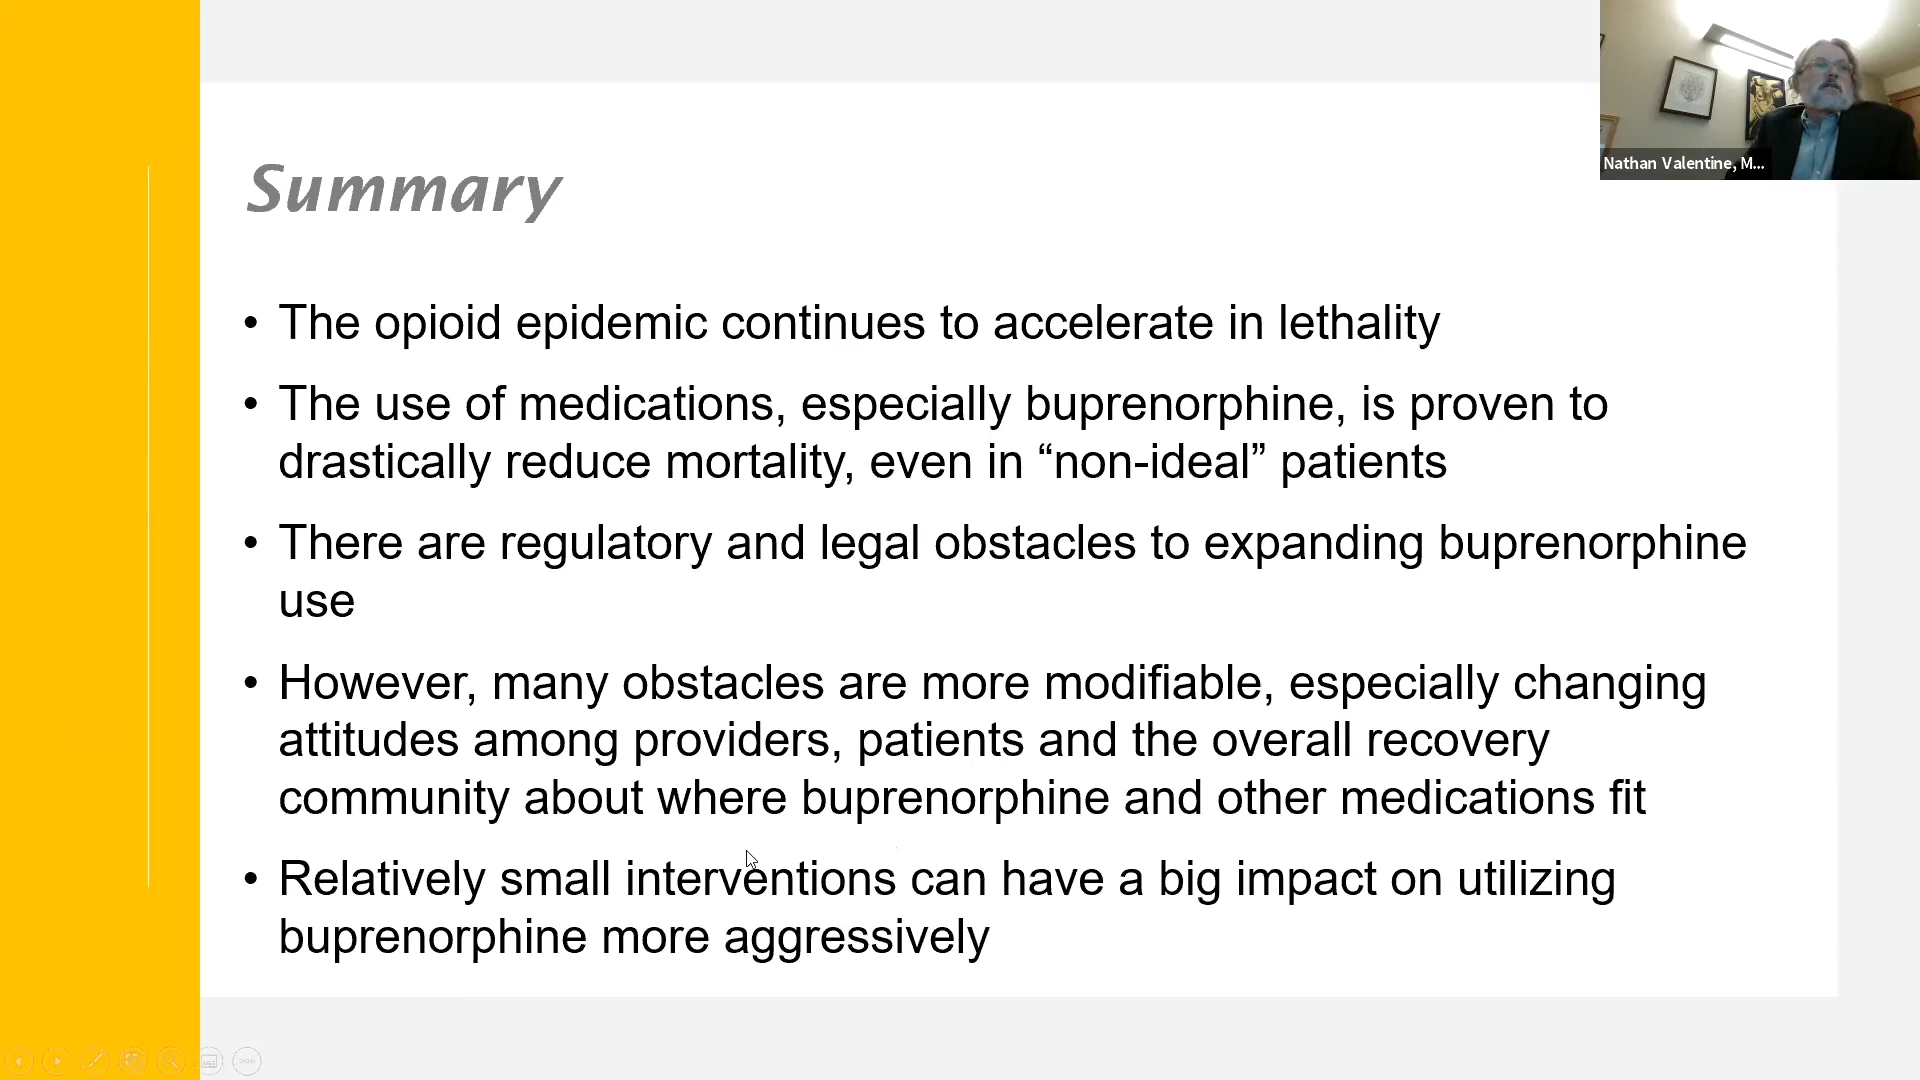 Nathan Valentine, M...
Summary
• The opioid epidemic continues to accelerate in lethality
• The use of medications, especially buprenorphine, is proven to
drastically reduce mortality, even in “non-ideal” patients
• There are regulatory and legal obstacles to expanding buprenorphine
use
• However, many obstacles are more modifiable, especially changing
attitudes among providers, patients and the overall recovery
community about where buprenorphine and other medications fit
• Relatively small interventions can have a big impact on utilizing
buprenorphine more aggressively